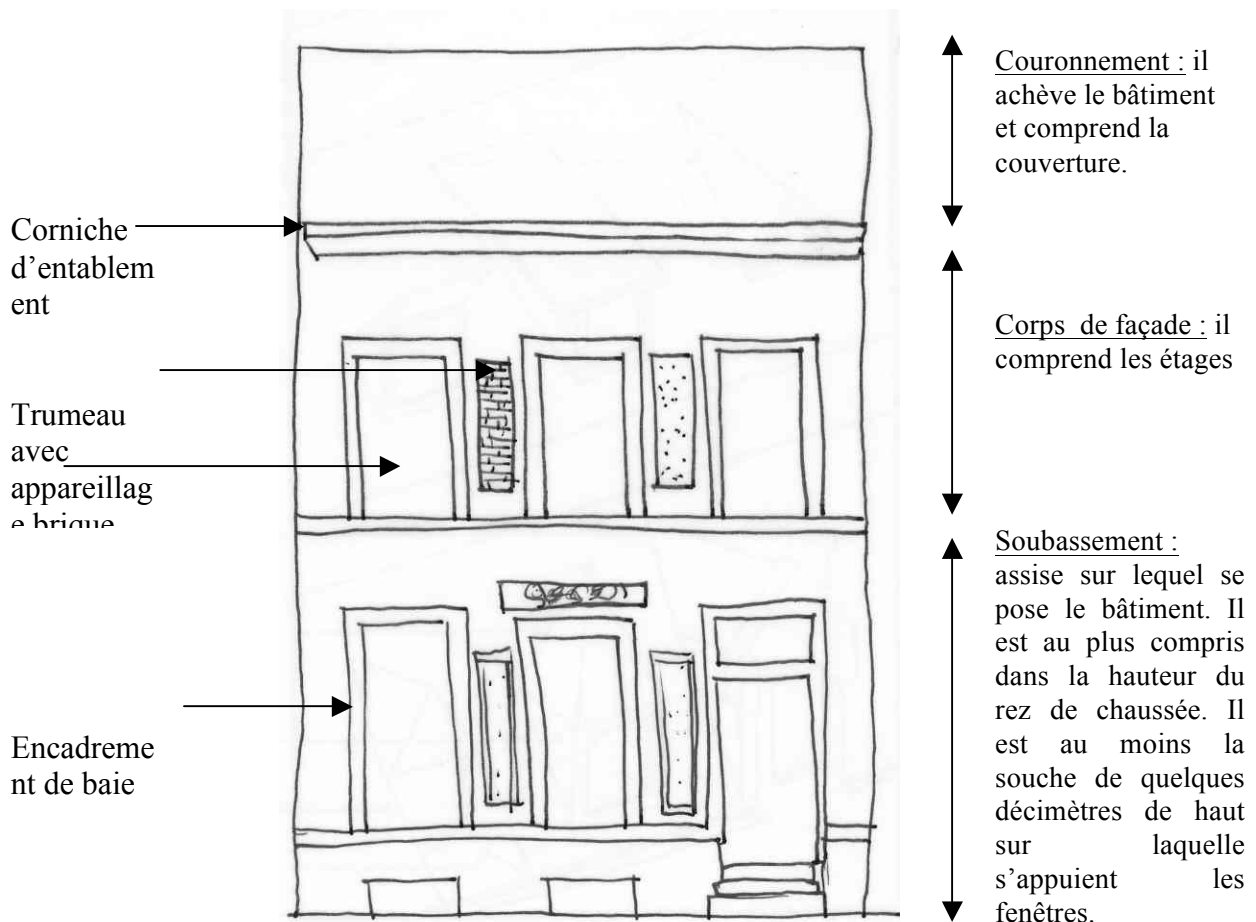 Couronnement : il
achève le bâtiment
et comprend la
couverture.
Corniche
d’entablem
ent
Corps de façade : il
comprend les étages
Trumeau
avec
appareillag
e brique
Soubassement :
assise sur lequel se
pose le bâtiment. Il
est au plus compris
dans la hauteur du
rez de chaussée. Il
est au moins la
souche de quelques
décimètres de haut
sur laquelle
s’appuient les
fenêtres.
Encadreme
nt de baie